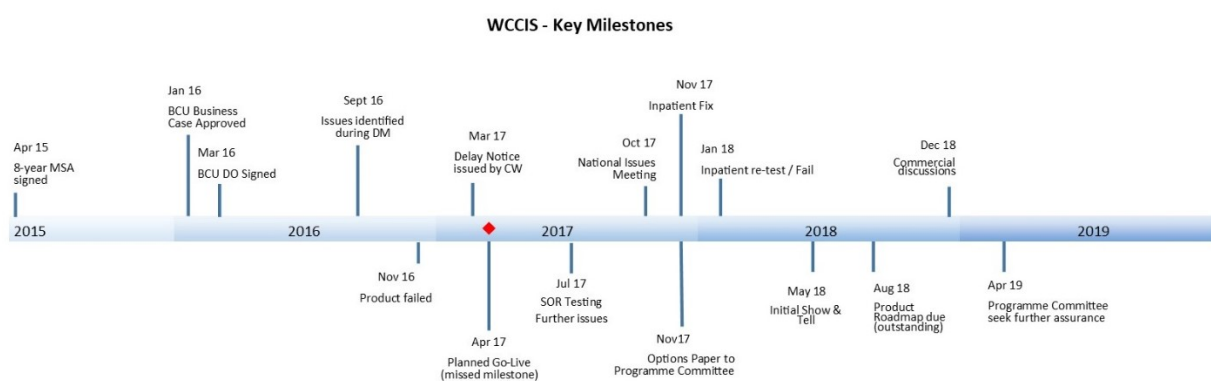 WCCIS - Key Milestones
Apr 15
8-year MSA
signed
Jan 16
BCU Business
Case Approved
Mar 16
BCU DO Signed
Sept 16
Issues identified
during DM
Mar 17
Delay Notice
issued by CW
Oct 17
National Issues
Meeting
Nov 17
Inpatient Fix
Jan 18
Inpatient re-test / Fail
Dec 18
Commercial
discussions
2015
2016
2017
2018
2019
Nov 16
Product failed
Apr 17
Planned Go-Live
(missed milestone)
Jul 17
SOR Testing
Further issues
Nov17
Options Paper to
Programme Committee
May 18
Initial Show &
Tell
Aug 18
Product
Roadmap due
(outstanding)
Apr 19
Programme Committee
seek further assurance